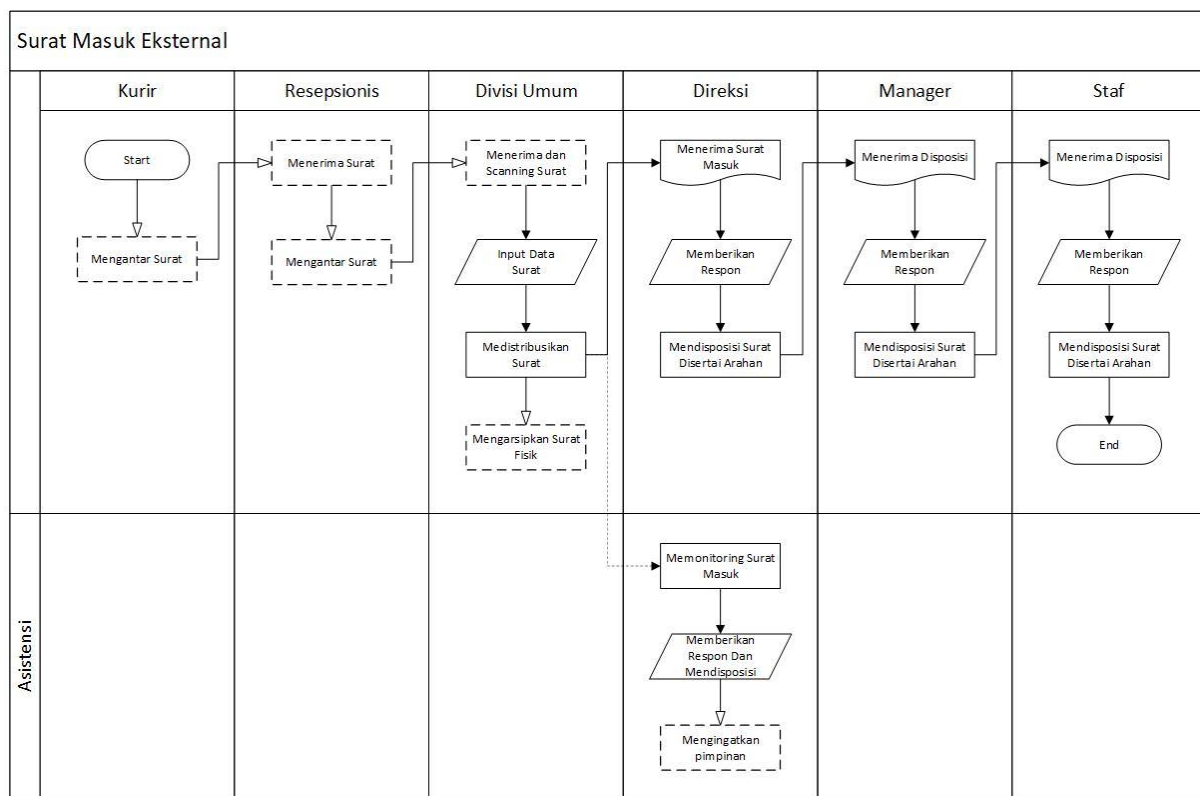 Surat Masuk Eksternal
Kurir
Resepsionis
Divisi Umum
Direksi
Manager
Staf
Start
Mengantar Surat
Menerima Surat
Mengantar Surat
Menerima dan
Scanning Surat
Input Data
Surat
Medistribusikan
Surat
Mengarsipkan Surat
Fisik
Menerima Surat
Masuk
Memberikan
Respon
Mendisposisi Surat
Disertai Arahan
Menerima Disposisi
Memberikan
Respon
Mendisposisi Surat
Disertai Arahan
Menerima Disposisi
Memberikan
Respon
Mendisposisi Surat
Disertai Arahan
End
Asistensi
Memonitoring Surat
Masuk
Memberikan
Respon Dan
Mendisposisi
Mengingatkan
pimpinan